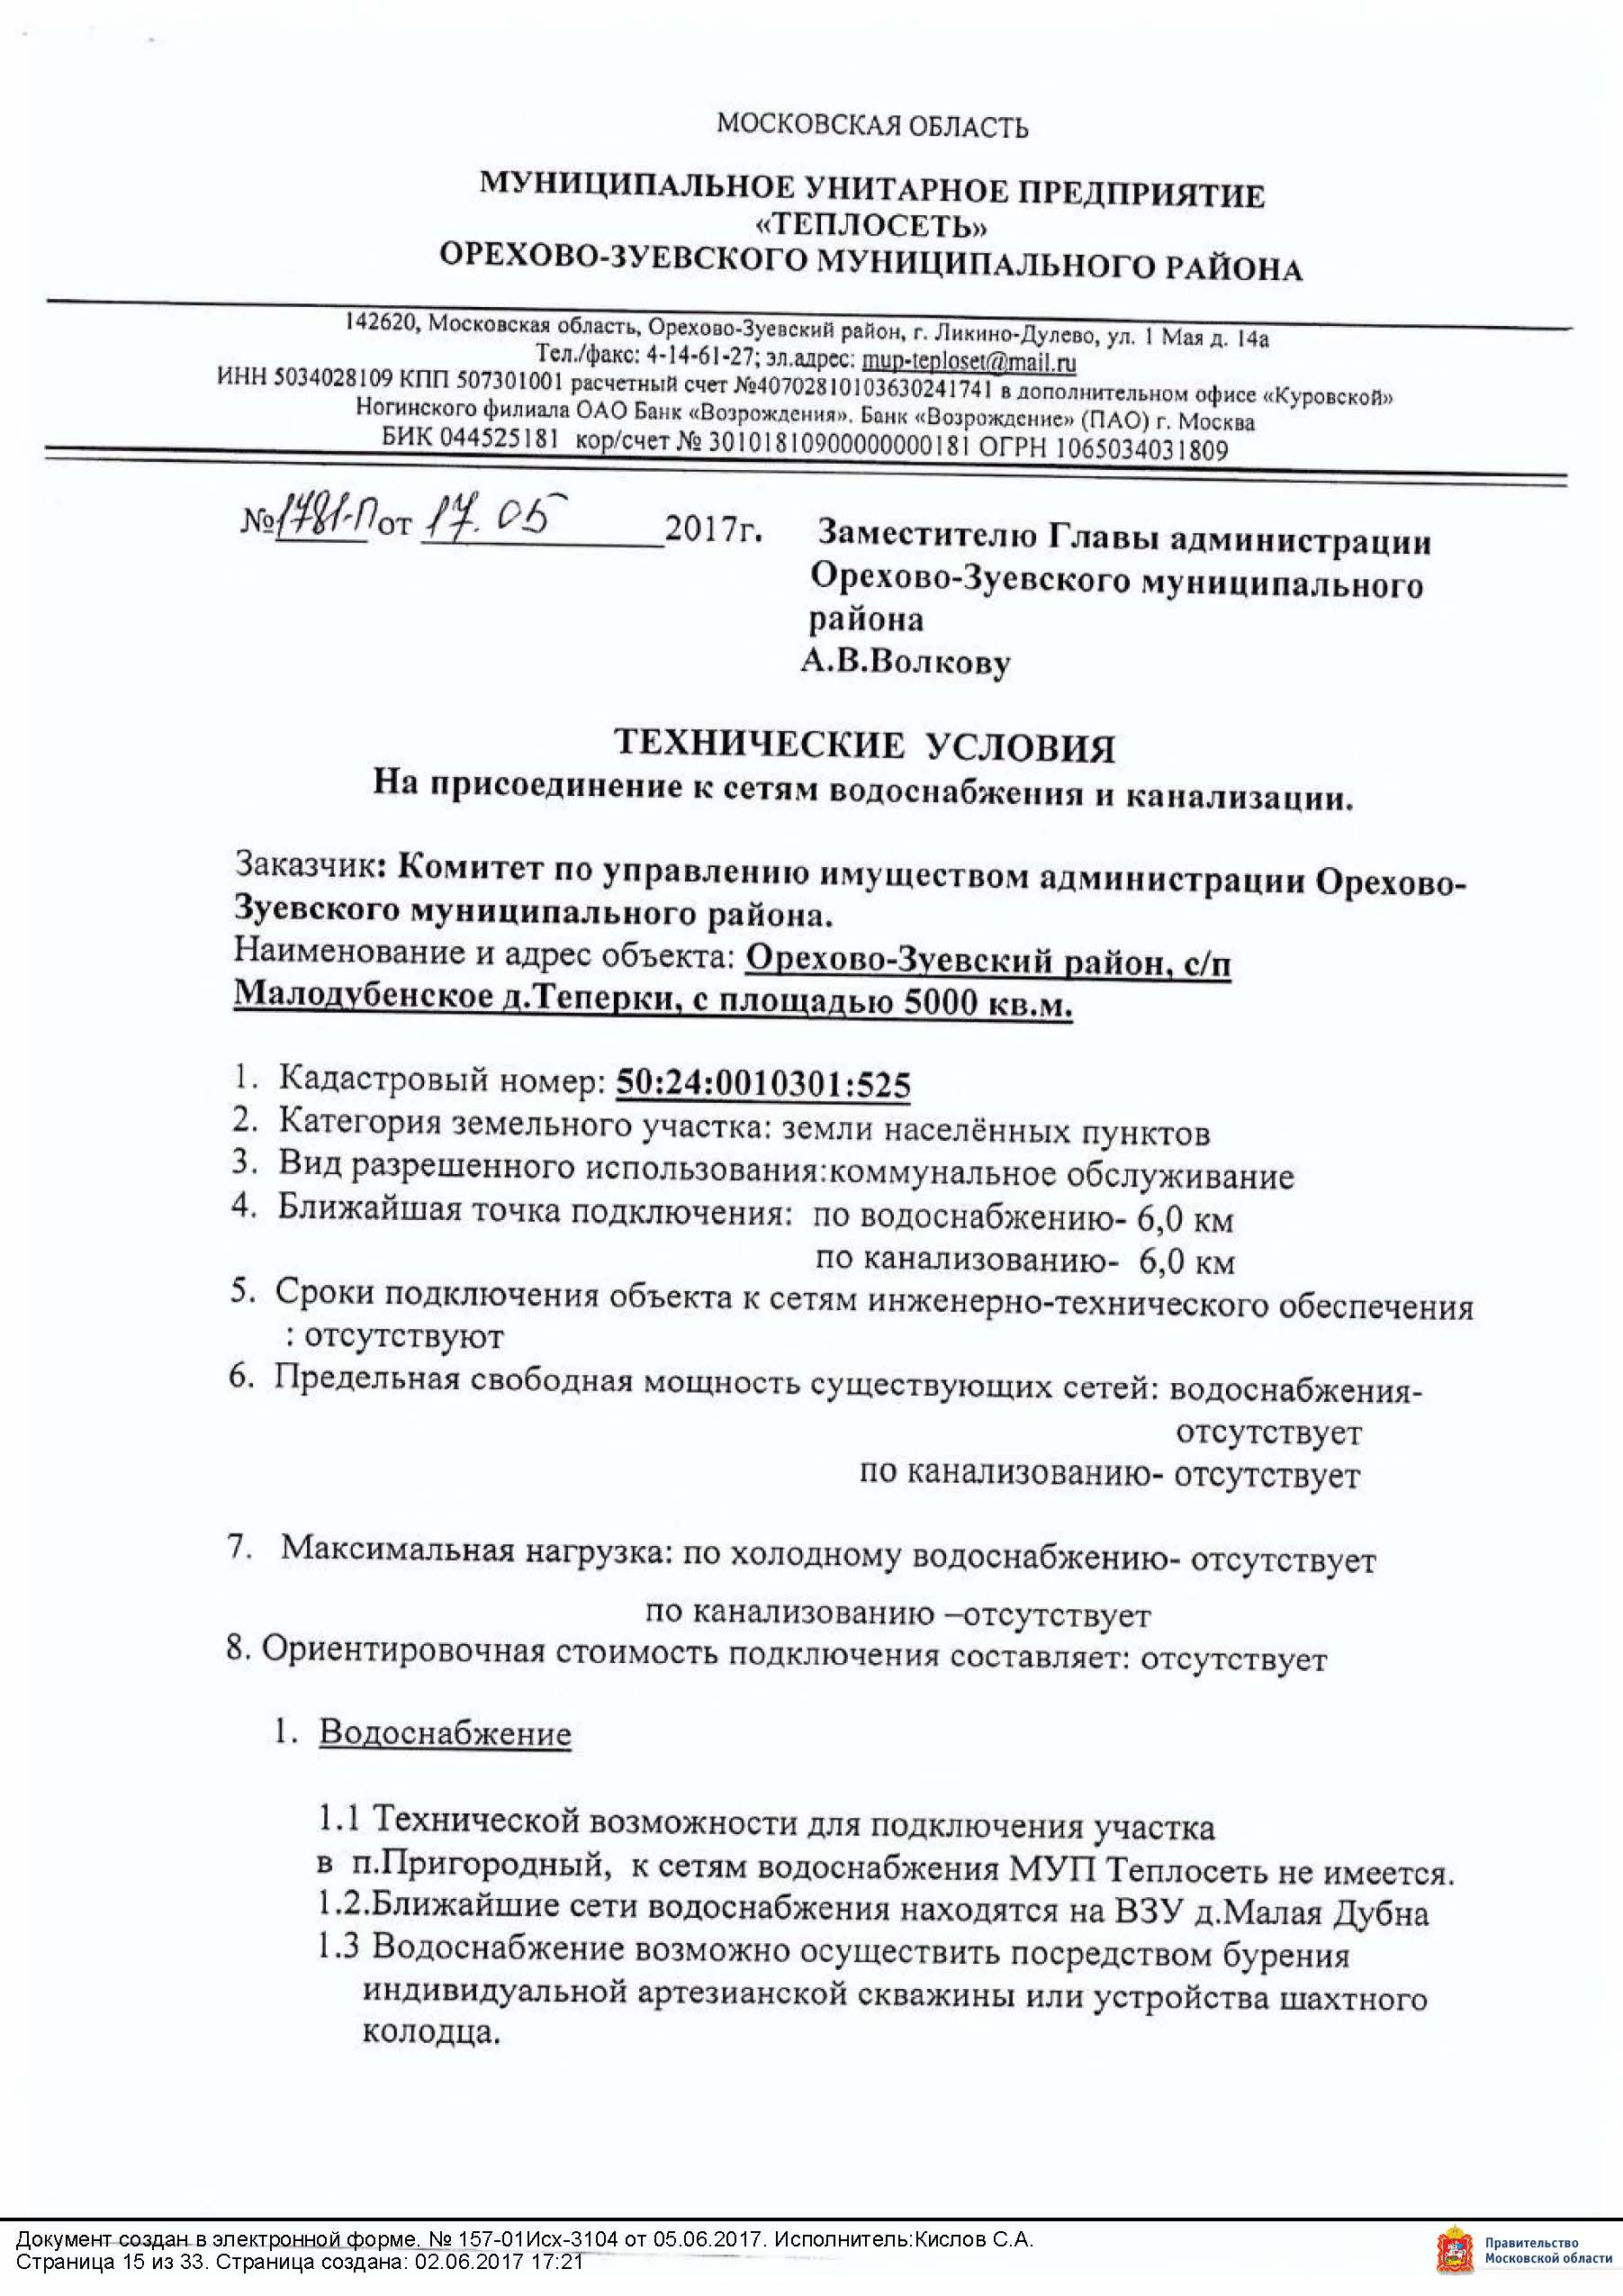 МОСКОВСКАЯ ОБЛАСТЬ
МУНИЦИПАЛЬНОЕ УНИТАРНОЕ ПРЕДПРИЯТИЕ
«ТЕПЛОСЕТЬ»
ОРЕХОВО-ЗУЕВСКОГО МУНИЦИПАЛЬНОГО РАЙОНА
142620, Московская область, Орехово-Зуевский район, г. Ликино-Дулево, ул. 1 Мая д. 14а
Тел./факс: 4-14-61-27; эл.адрес: mup-teploset@mail.ru
ИНН 5034028109 КПП 507301001 расчетный счет №40702810103630241741 в дополнительном офисе «Куровской»
Ногинского филиала ОАО Банк «Возрождения». Банк «Возрождение» (ПАО) г. Москва
БИК 044525181 кор/счет № 30101810900000000181 ОГРН 1065034031809
№1781-П от 17.05 2017г.
Заместителю Главы администрации
Орехово-Зуевского муниципального
района
А.В.Волкову
ТЕХНИЧЕСКИЕ УСЛОВИЯ
На присоединение к сетям водоснабжения и канализации.
Заказчик: Комитет по управлению имуществом администрации Орехово-
Зуевского муниципального района.
Наименование и адрес объекта: Орехово-Зуевский район, с/п
Малодубенское д.Теперки, с площадью 5000 кв.м.
1. Кадастровый номер: 50:24:0010301:525
2. Категория земельного участка: земли населённых пунктов
3. Вид разрешенного использования:коммунальное обслуживание
4. Ближайшая точка подключения: по водоснабжению- 6,0 км
по канализованию- 6,0 км
5. Сроки подключения объекта к сетям инженерно-технического обеспечения
: отсутствуют
6. Предельная свободная мощность существующих сетей: водоснабжения-
отсутствует
по канализованию- отсутствует
7. Максимальная нагрузка: по холодному водоснабжению- отсутствует
по канализованию –отсутствует
8. Ориентировочная стоимость подключения составляет: отсутствует
1. Водоснабжение
1.1 Технической возможности для подключения участка
в п.Пригородный, к сетям водоснабжения МУП Теплосеть не имеется.
1.2.Ближайшие сети водоснабжения находятся на ВЗУ д.Малая Дубна
1.3 Водоснабжение возможно осуществить посредством бурения
индивидуальной артезианской скважины или устройства шахтного
колодца.
Документ создан в электронной форме. № 157-01Исх-3104 от 05.06.2017. Исполнитель:Кислов С.А.
Страница 15 из 33. Страница создана: 02.06.2017 17:21
Правительство
Московской области